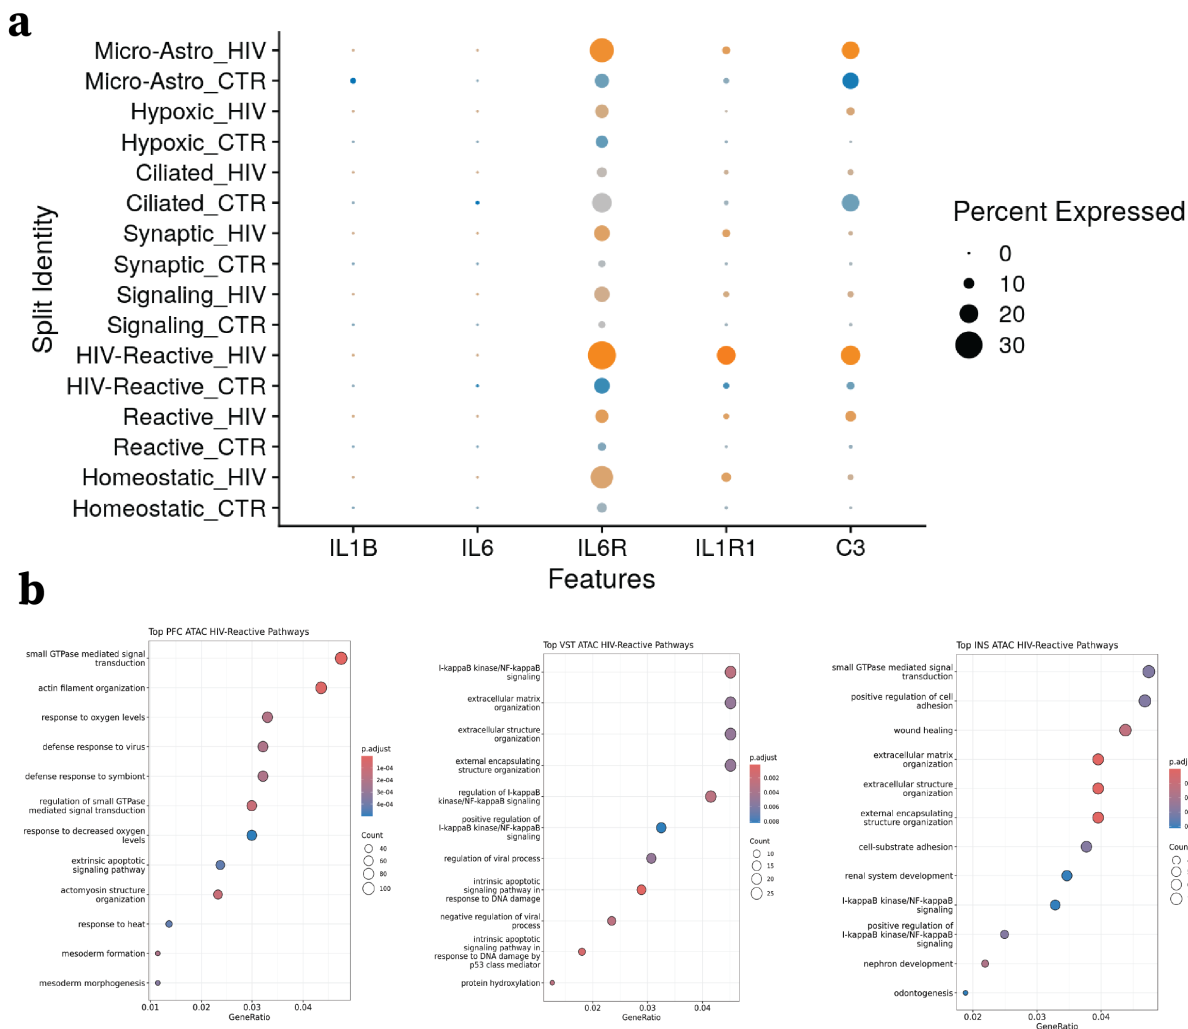 a
Micro-Astro_HIV
Micro-Astro_CTR
Hypoxic_HIV
Hypoxic_CTR
Ciliated_HIV
Ciliated_CTR
Synaptic_HIV
Synaptic_CTR
Signaling_HIV
Signaling_CTR
HIV-Reactive_HIV
HIV-Reactive_CTR
Reactive_HIV
Reactive_CTR
Homeostatic_HIV
Homeostatic_CTR
Split Identity
IL1B IL6 IL6R IL1R1 C3
Features
Percent Expressed
0
10
20
30
b
Top PFC ATAC HIV-Reactive Pathways
small GTPase mediated signal
transduction
actin filament organization
response to oxygen levels
defense response to virus
defense response to symbiont
regulation of small GTPase
mediated signal transduction
response to decreased oxygen
levels
extrinsic apoptotic
signaling pathway
actomyosin structure
organization
response to heat
mesoderm formation
mesoderm morphogenesis
0.01 0.02 0.03 0.04
GeneRatio
p.adjust
1e-04
2e-04
3e-04
4e-04
Count
40
60
80
100
Top VST ATAC HIV-Reactive Pathways
I-kappaB kinase/NF-kappaB
signaling
extracellular matrix
organization
extracellular structure
organization
external encapsulating
structure organization
regulation of I-kappaB
kinase/NF-kappaB signaling
positive regulation of
I-kappaB kinase/NF-kappaB
signaling
regulation of viral process
intrinsic apoptotic
signaling pathway in
response to DNA damage
negative regulation of viral
process
intrinsic apoptotic
signaling pathway in
response to DNA damage by
p53 class mediator
protein hydroxylation
0.02 0.03 0.04
GeneRatio
p.adjust
0.002
0.004
0.006
0.008
Count
10
15
20
25
Top INS ATAC HIV-Reactive Pathways
small GTPase mediated signal
transduction
positive regulation of cell
adhesion
wound healing
extracellular matrix
organization
extracellular structure
organization
external encapsulating
structure organization
cell-substrate adhesion
renal system development
I-kappaB kinase/NF-kappaB
signaling
positive regulation of
I-kappaB kinase/NF-kappaB
signaling
nephron development
odontogenesis
0.02 0.03 0.04
GeneRatio
p.adj
Coun